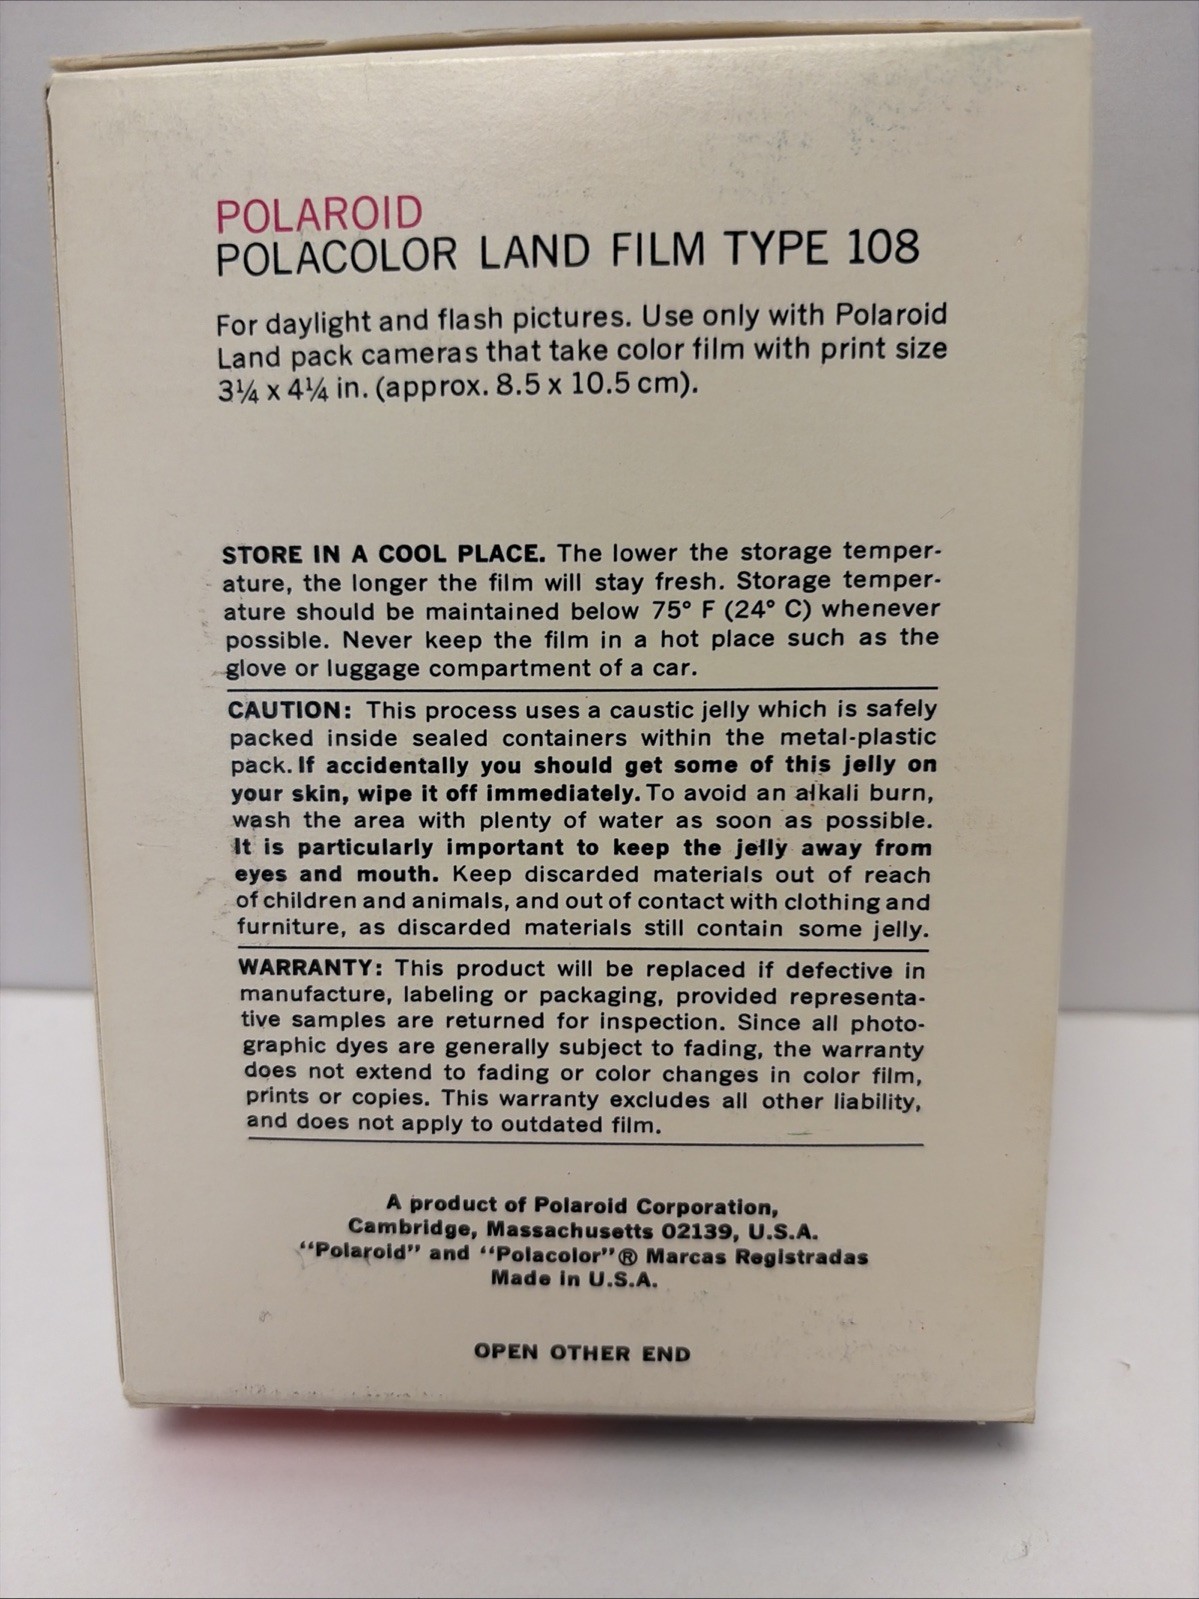 POLAROID
POLACOLOR LAND FILM TYPE 108
For daylight and flash pictures. Use only with Polaroid
Land pack cameras that take color film with print size
3¼ x 4¼ in. (approx. 8.5 x 10.5 cm).
STORE IN A COOL PLACE. The lower the storage temper-
ature, the longer the film will stay fresh. Storage temper-
ature should be maintained below 75° F (24° C) whenever
possible. Never keep the film in a hot place such as the
glove or luggage compartment of a car.
CAUTION: This process uses a caustic jelly which is safely
packed inside sealed containers within the metal-plastic
pack. If accidentally you should get some of this jelly on
your skin, wipe it off immediately. To avoid an alkali burn,
wash the area with plenty of water as soon as possible.
It is particularly important to keep the jelly away from
eyes and mouth. Keep discarded materials out of reach
of children and animals, and out of contact with clothing and
furniture, as discarded materials still contain some jelly.
WARRANTY: This product will be replaced if defective in
manufacture, labeling or packaging, provided representa-
tive samples are returned for inspection. Since all photo-
graphic dyes are generally subject to fading, the warranty
does not extend to fading or color changes in color film,
prints or copies. This warranty excludes all other liability,
and does not apply to outdated film.
A product of Polaroid Corporation,
Cambridge, Massachusetts 02139, U.S.A.
“Polaroid” and “Polacolor”® Marcas Registradas
Made in U.S.A.
OPEN OTHER END